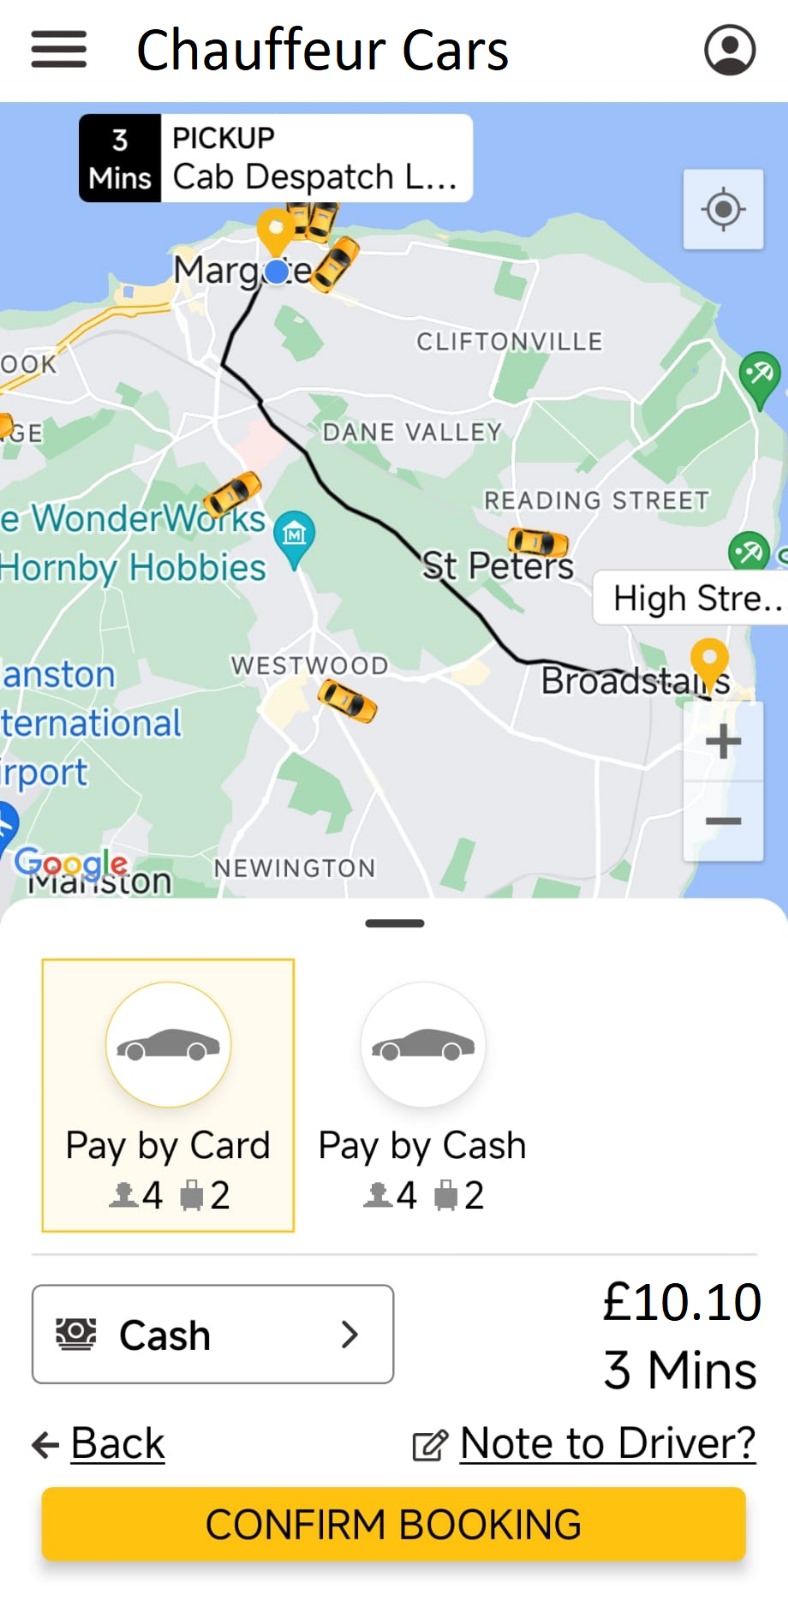 Chauffeur Cars
3 Mins
PICKUP
Cab Despatch L...
Margate
CLIFTONVILLE
OOK
GE
DANE VALLEY
READING STREET
e WonderWorks
Hornby Hobbies
St Peters
High Stre...
WESTWOOD
Broadstairs
anston
ternational
irport
+
−
Google
Manston
NEWINGTON
Pay by Card
4 2
Pay by Cash
4 2
Cash
£10.10
3 Mins
Back
Note to Driver?
CONFIRM BOOKING